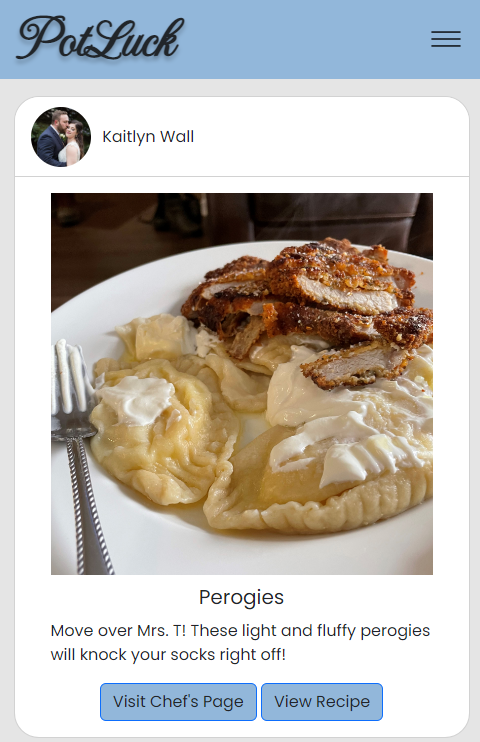 PotLuck
Kaitlyn Wall
Perogies
Move over Mrs. T! These light and fluffy perogies
will knock your socks right off!
Visit Chef's Page
View Recipe